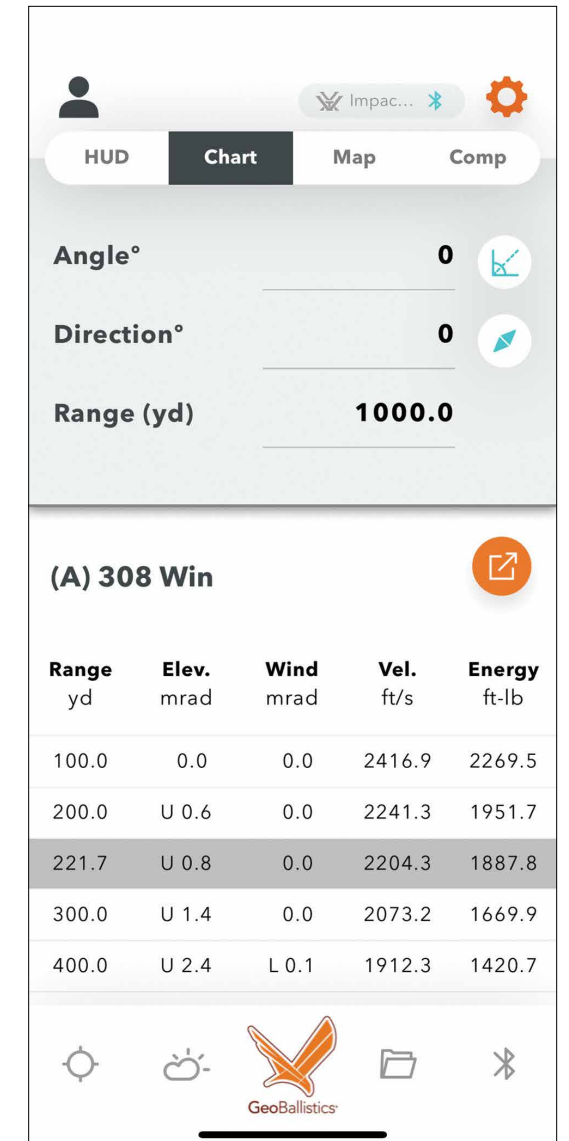 Impac...
HUD Chart Map Comp
Angle° 0
Direction° 0
Range (yd) 1000.0
(A) 308 Win
Range Elev. Wind Vel. Energy
yd mrad mrad ft/s ft-lb
100.0 0.0 0.0 2416.9 2269.5
200.0 U 0.6 0.0 2241.3 1951.7
221.7 U 0.8 0.0 2204.3 1887.8
300.0 U 1.4 0.0 2073.2 1669.9
400.0 U 2.4 L 0.1 1912.3 1420.7
GeoBallistics